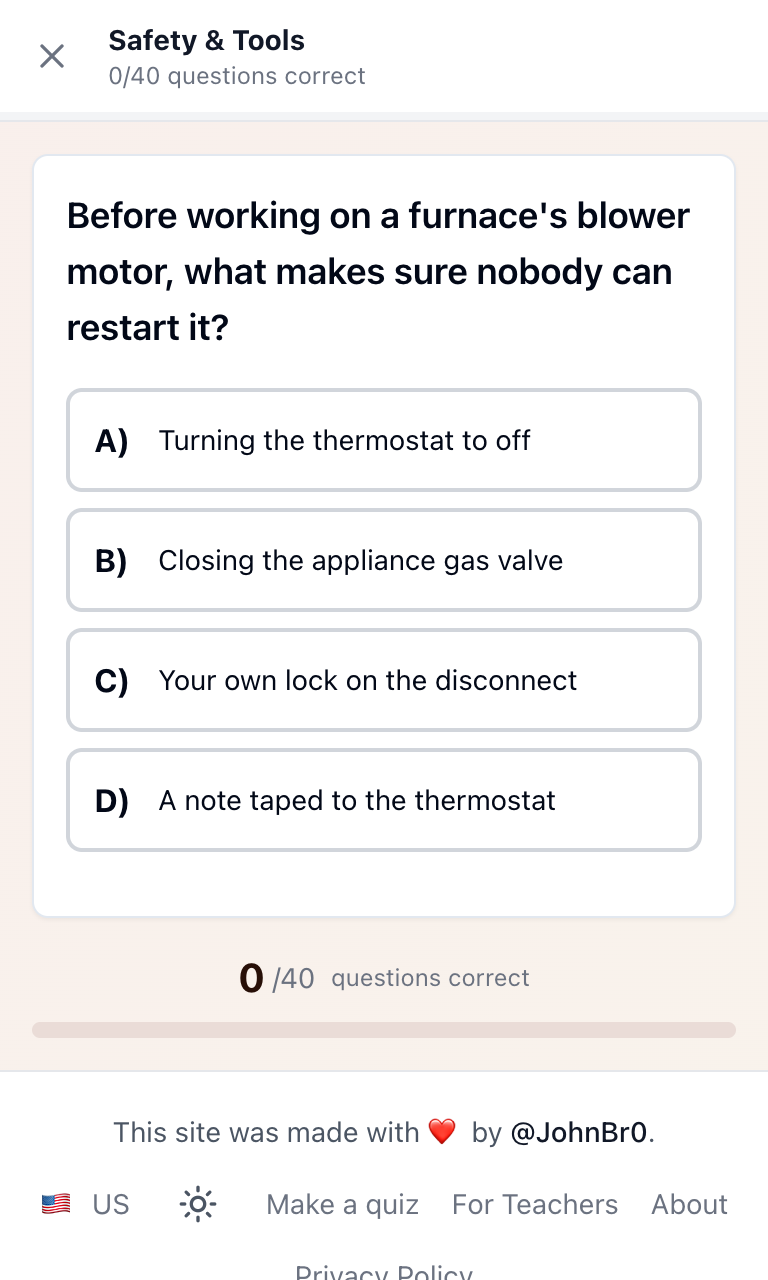 Safety & Tools
0/40 questions correct
Before working on a furnace's blower
motor, what makes sure nobody can
restart it?
A) Turning the thermostat to off
B) Closing the appliance gas valve
C) Your own lock on the disconnect
D) A note taped to the thermostat
0 /40 questions correct
This site was made with ❤️ by @JohnBr0.
🇺🇸 US Make a quiz For Teachers About
Privacy Policy